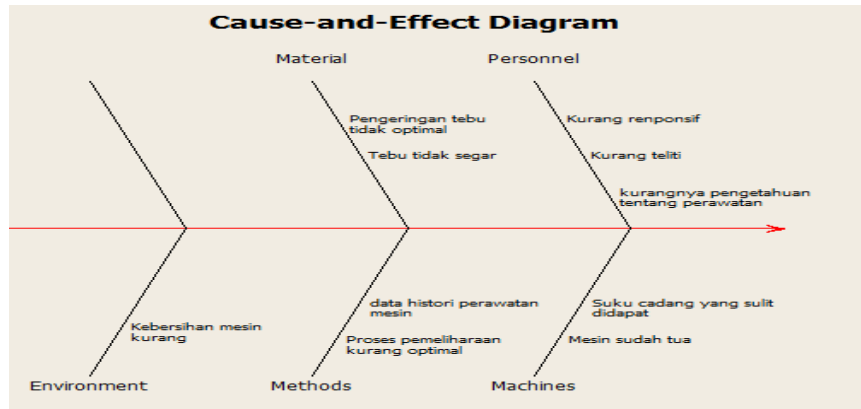 Cause-and-Effect Diagram
Material
Personnel
Pengeringan tebu
tidak optimal
Tebu tidak segar
Kurang renponsif
Kurang teliti
kurangnya pengetahuan
tentang perawatan
Kebersihan mesin
kurang
data histori perawatan
mesin
Proses pemeliharaan
kurang optimal
Suku cadang yang sulit
didapat
Mesin sudah tua
Environment
Methods
Machines